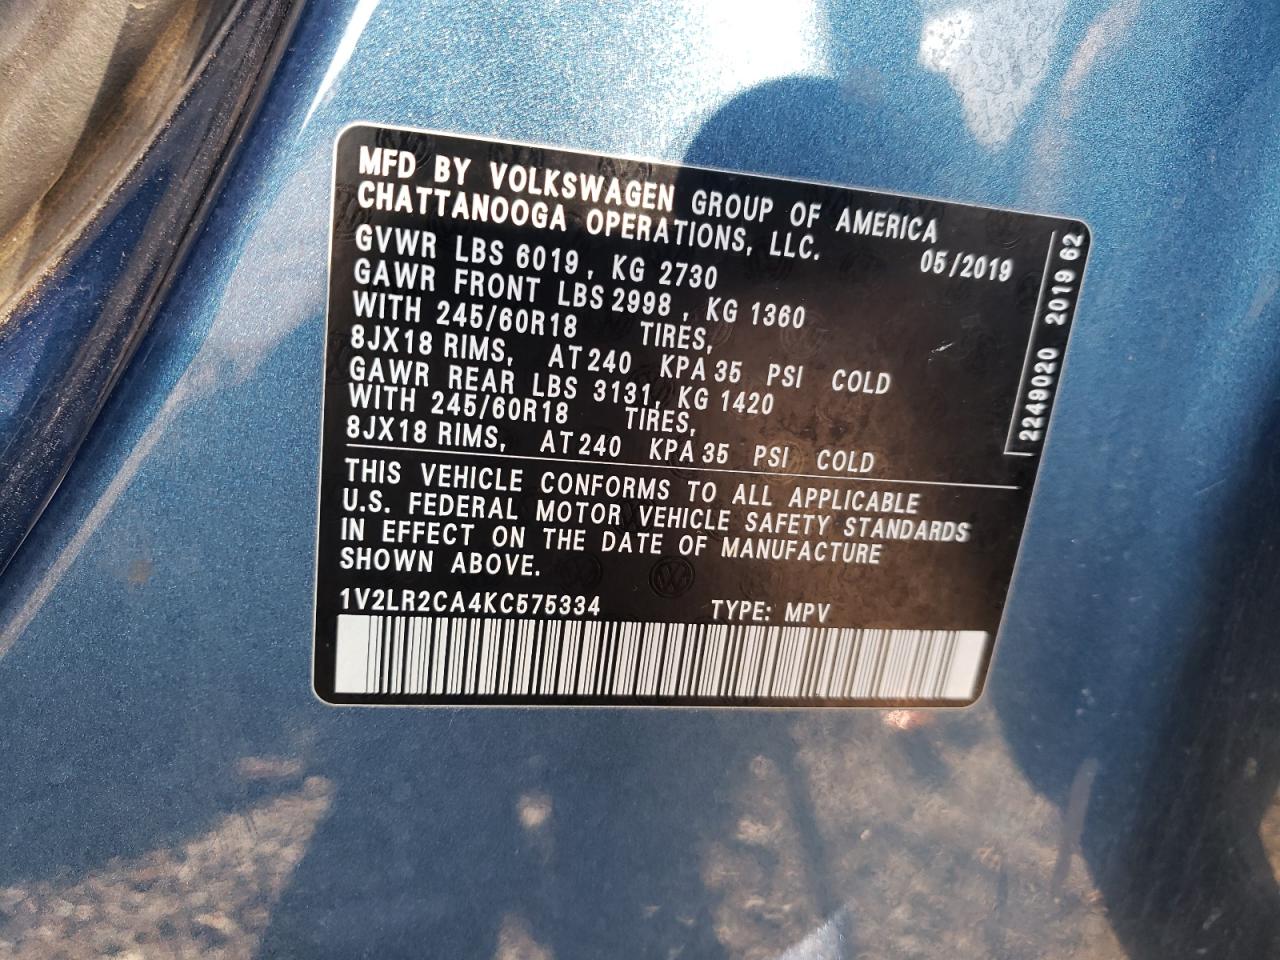 MFD BY VOLKSWAGEN GROUP OF AMERICA
CHATTANOOGA OPERATIONS, LLC.
05/2019
GVWR LBS 6019, KG 2730
GAWR FRONT LBS 2998, KG 1360
WITH 245/60R18 TIRES,
8JX18 RIMS, AT 240 KPA 35 PSI COLD
GAWR REAR LBS 3131, KG 1420
WITH 245/60R18 TIRES,
8JX18 RIMS, AT 240 KPA 35 PSI COLD
THIS VEHICLE CONFORMS TO ALL APPLICABLE
U.S. FEDERAL MOTOR VEHICLE SAFETY STANDARDS
IN EFFECT ON THE DATE OF MANUFACTURE
SHOWN ABOVE.
1V2LR2CA4KC575334 TYPE: MPV
2249020 2019 62